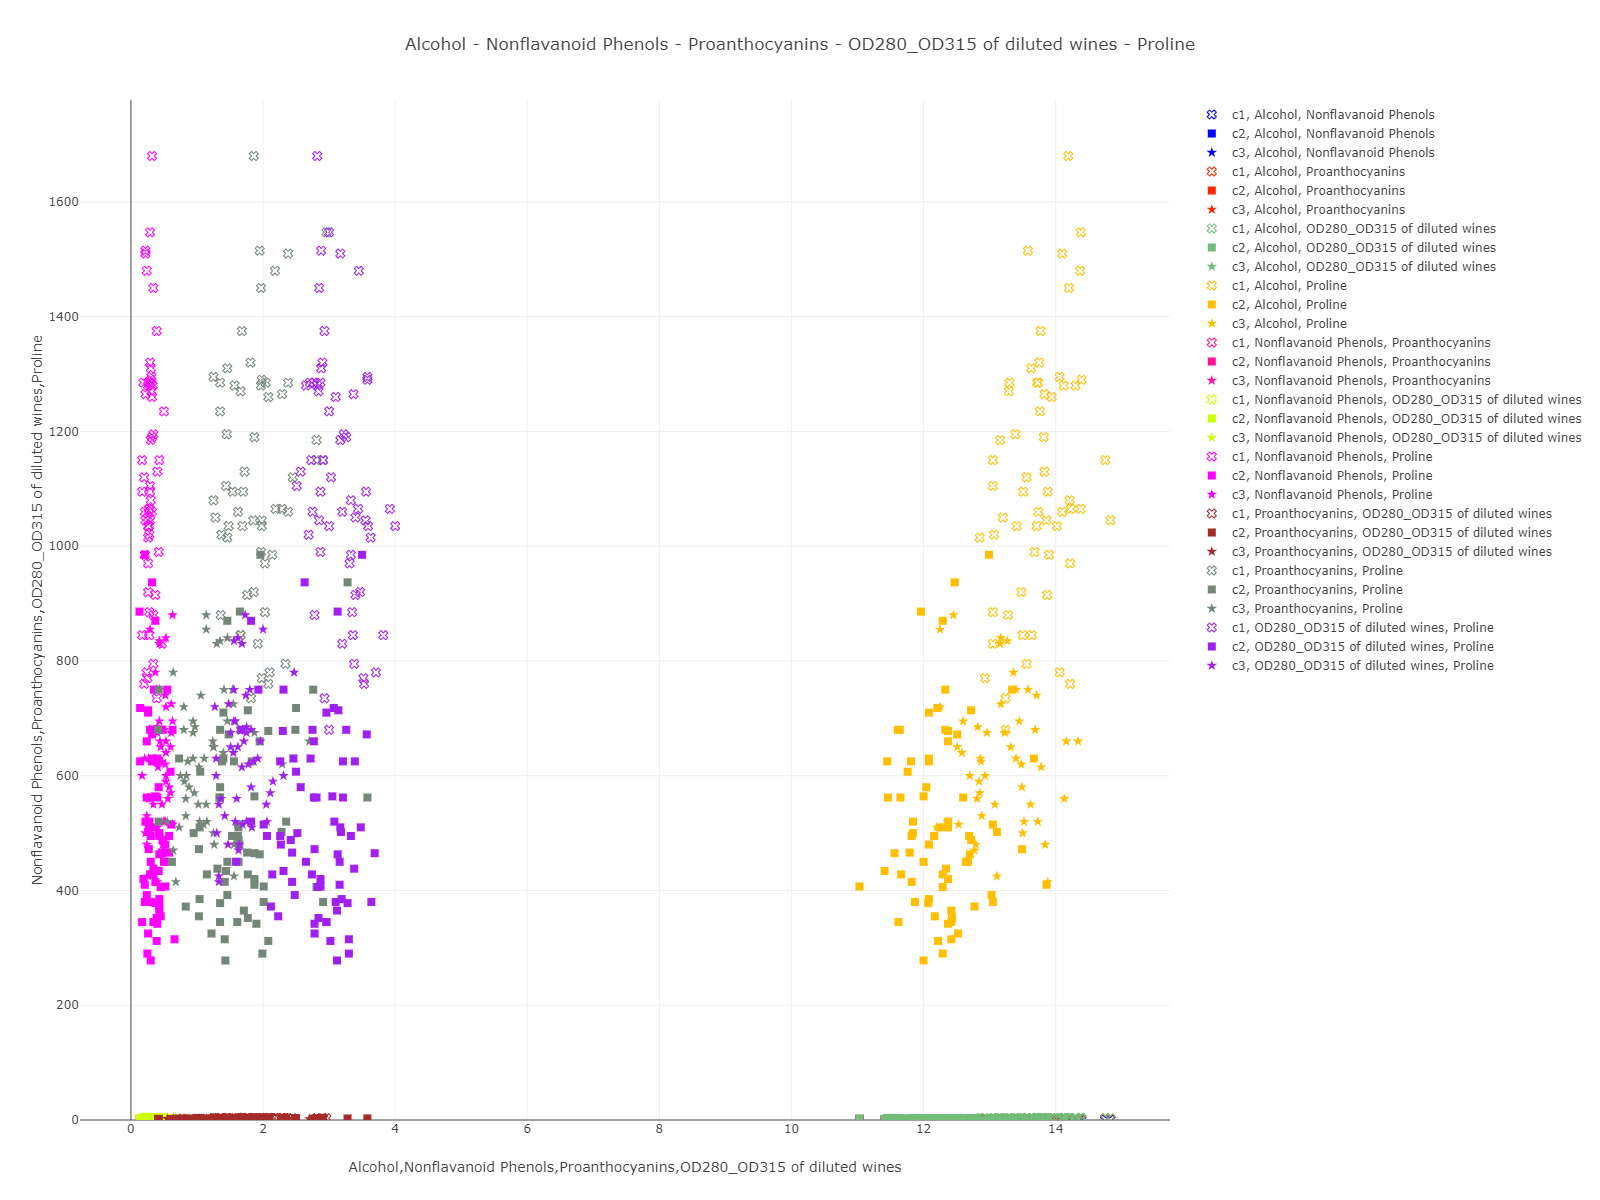 Alcohol - Nonflavanoid Phenols - Proanthocyanins - OD280_OD315 of diluted wines - Proline
Nonflavanoid Phenols,Proanthocyanins,OD280_OD315 of diluted wines,Proline
1600
1400
1200
1000
800
600
400
200
0
0 2 4 6 8 10 12 14
Alcohol,Nonflavanoid Phenols,Proanthocyanins,OD280_OD315 of diluted wines
c1, Alcohol, Nonflavanoid Phenols
c2, Alcohol, Nonflavanoid Phenols
c3, Alcohol, Nonflavanoid Phenols
c1, Alcohol, Proanthocyanins
c2, Alcohol, Proanthocyanins
c3, Alcohol, Proanthocyanins
c1, Alcohol, OD280_OD315 of diluted wines
c2, Alcohol, OD280_OD315 of diluted wines
c3, Alcohol, OD280_OD315 of diluted wines
c1, Alcohol, Proline
c2, Alcohol, Proline
c3, Alcohol, Proline
c1, Nonflavanoid Phenols, Proanthocyanins
c2, Nonflavanoid Phenols, Proanthocyanins
c3, Nonflavanoid Phenols, Proanthocyanins
c1, Nonflavanoid Phenols, OD280_OD315 of diluted wines
c2, Nonflavanoid Phenols, OD280_OD315 of diluted wines
c3, Nonflavanoid Phenols, OD280_OD315 of diluted wines
c1, Nonflavanoid Phenols, Proline
c2, Nonflavanoid Phenols, Proline
c3, Nonflavanoid Phenols, Proline
c1, Proanthocyanins, OD280_OD315 of diluted wines
c2, Proanthocyanins, OD280_OD315 of diluted wines
c3, Proanthocyanins, OD280_OD315 of diluted wines
c1, Proanthocyanins, Proline
c2, Proanthocyanins, Proline
c3, Proanthocyanins, Proline
c1, OD280_OD315 of diluted wines, Proline
c2, OD280_OD315 of diluted wines, Proline
c3, OD280_OD315 of diluted wines, Proline